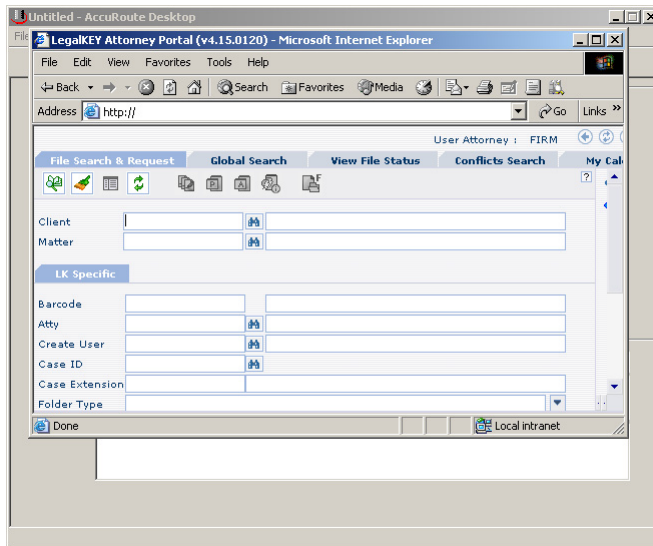 Untitled - AccuRoute Desktop
File
LegalKEY Attorney Portal (v4.15.0120) - Microsoft Internet Explorer
File Edit View Favorites Tools Help
Back Search Favorites Media
Address http:// Go Links »
User Attorney : FIRM
File Search & Request Global Search View File Status Conflicts Search My Cal
?
Client
Matter
LK Specific
Barcode
Atty
Create User
Case ID
Case Extension
Folder Type
Done Local intranet